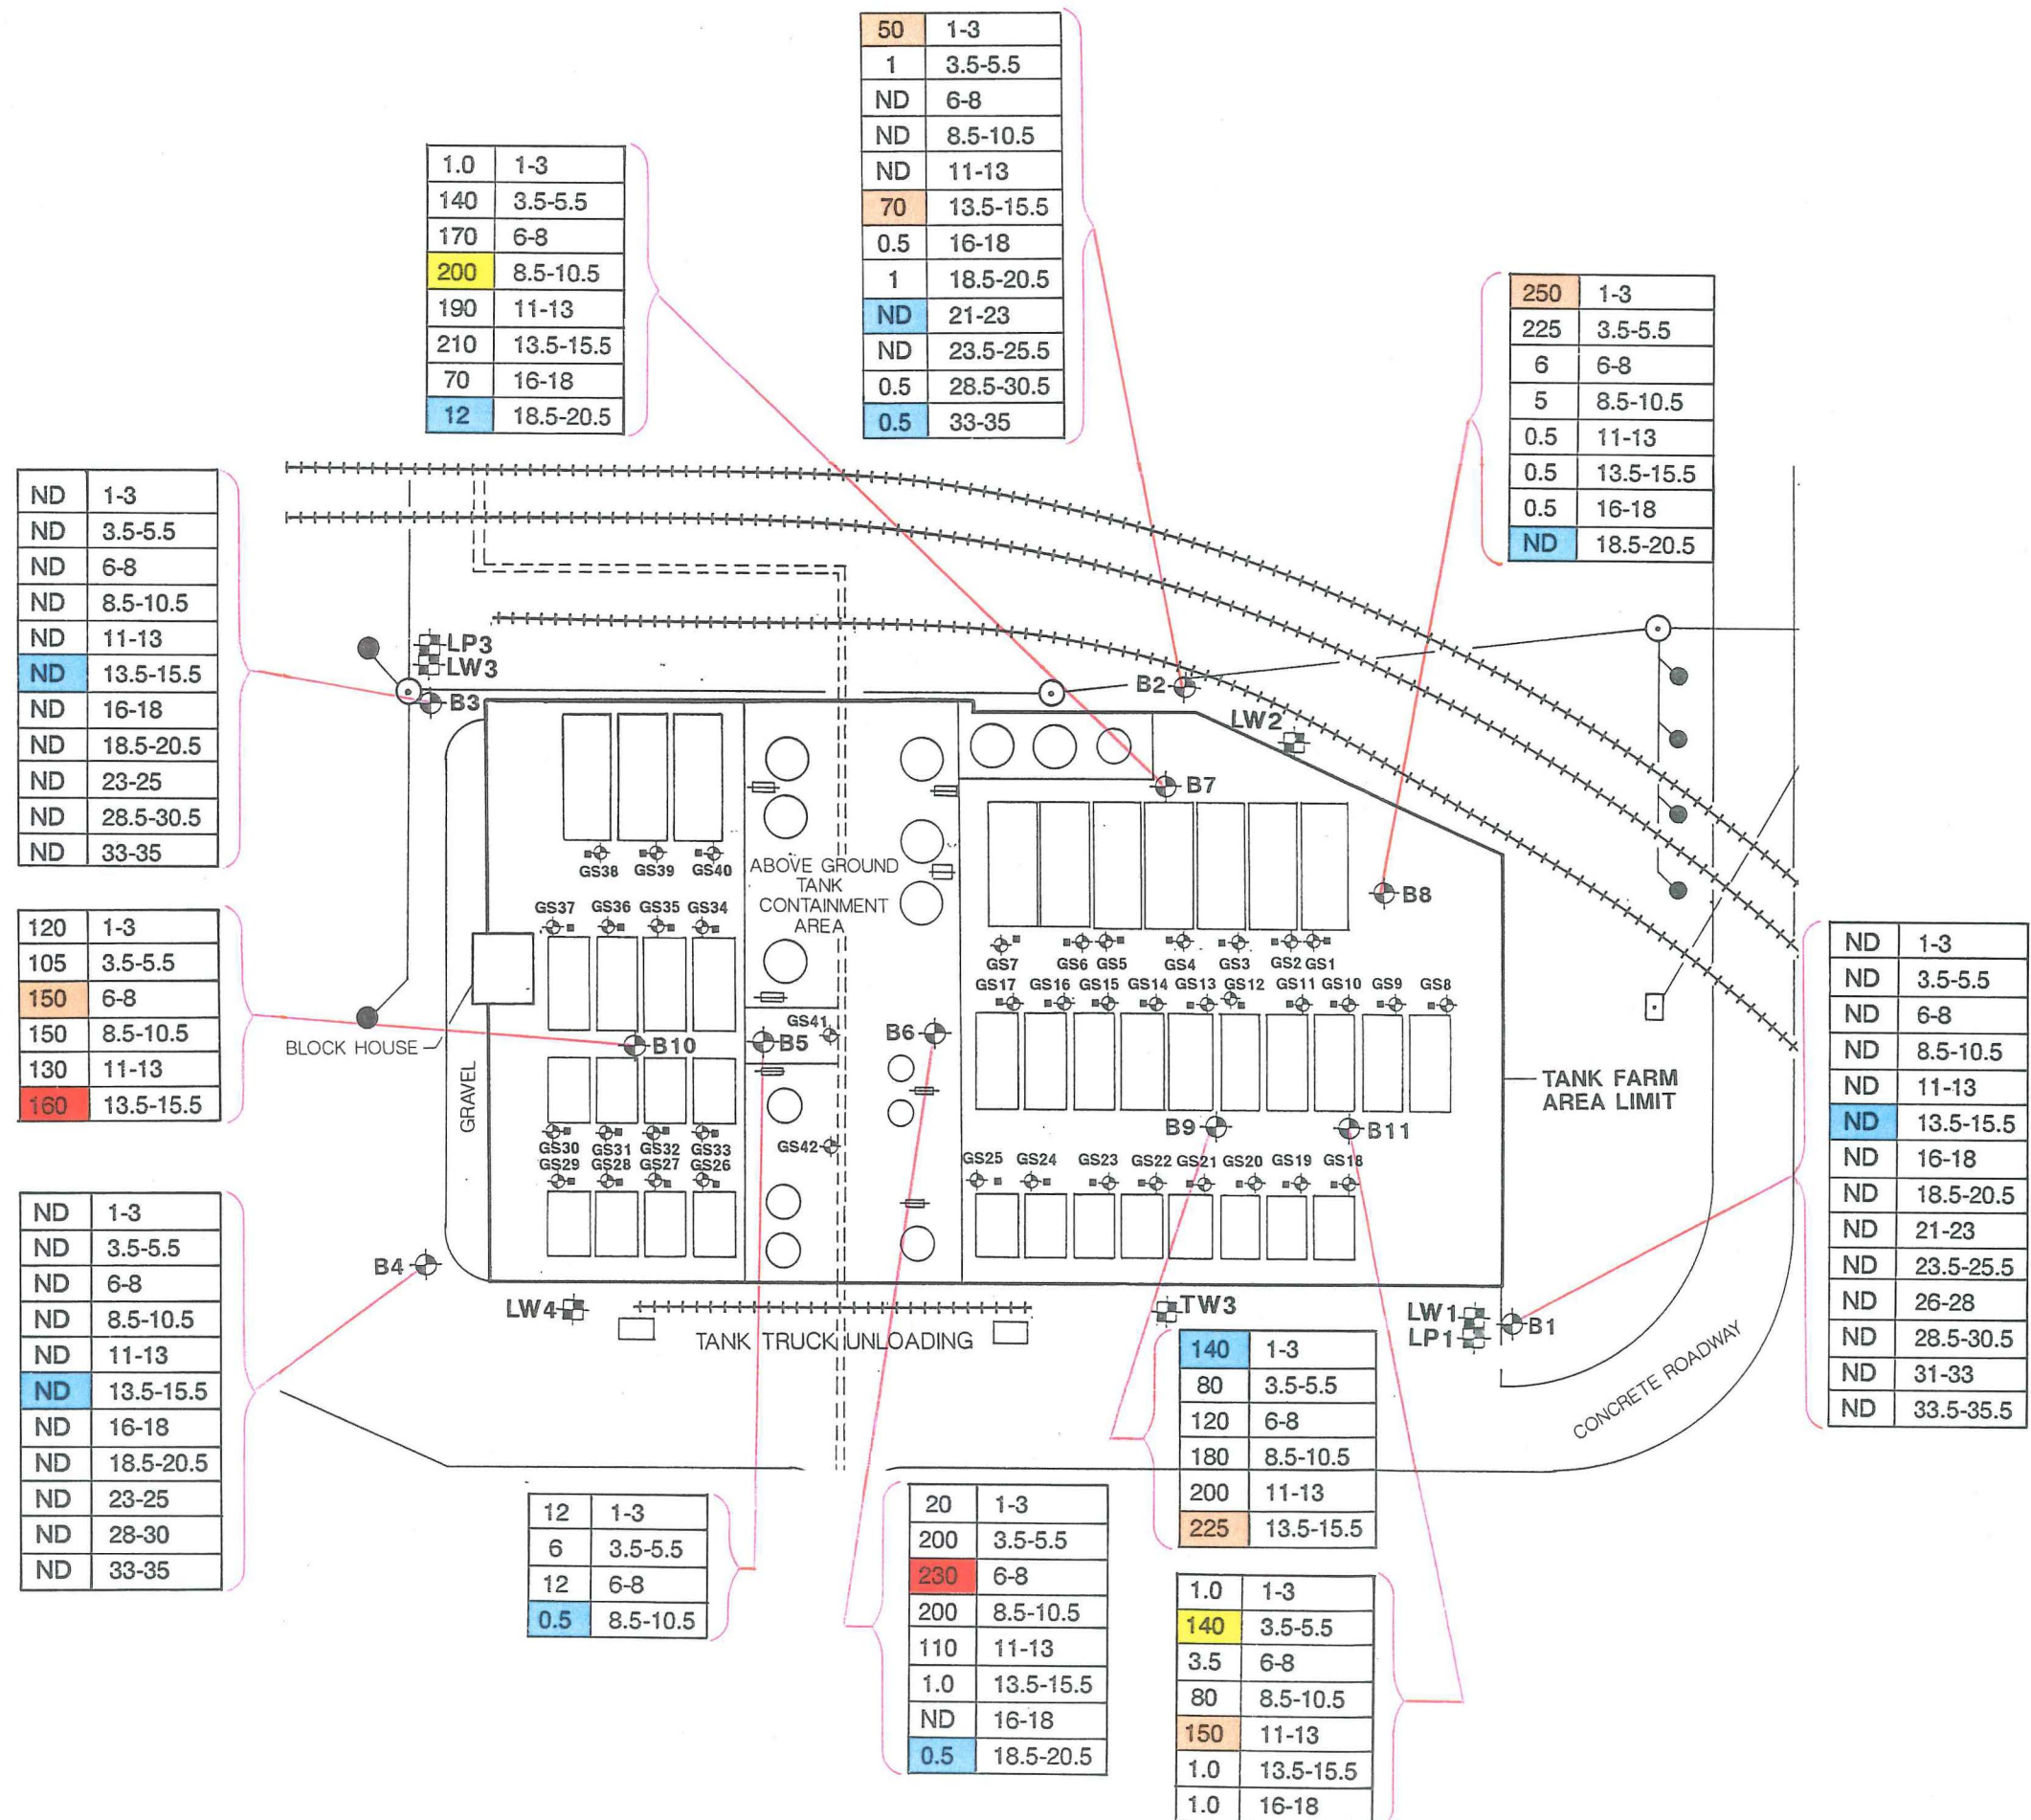 50 1-3
1 3.5-5.5
ND 6-8
ND 8.5-10.5
ND 11-13
70 13.5-15.5
0.5 16-18
1 18.5-20.5
ND 21-23
ND 23.5-25.5
0.5 28.5-30.5
0.5 33-35
1.0 1-3
140 3.5-5.5
170 6-8
200 8.5-10.5
190 11-13
210 13.5-15.5
70 16-18
12 18.5-20.5
250 1-3
225 3.5-5.5
6 6-8
5 8.5-10.5
0.5 11-13
0.5 13.5-15.5
0.5 16-18
ND 18.5-20.5
ND 1-3
ND 3.5-5.5
ND 6-8
ND 8.5-10.5
ND 11-13
ND 13.5-15.5
ND 16-18
ND 18.5-20.5
ND 23-25
ND 28.5-30.5
ND 33-35
LP3
LW3
B3
B2
LW2
B7
B8
ABOVE GROUND
TANK
CONTAINMENT
AREA
GS38 GS39 GS40
GS37 GS36 GS35 GS34
GS7 GS6 GS5 GS4 GS3 GS2 GS1
GS17 GS16 GS15 GS14 GS13 GS12 GS11 GS10 GS9 GS8
120 1-3
105 3.5-5.5
150 6-8
150 8.5-10.5
130 11-13
160 13.5-15.5
BLOCK HOUSE
GRAVEL
B10
GS41
B5
B6
TANK FARM
AREA LIMIT
B9
B11
GS42
GS30 GS31 GS32 GS33
GS29 GS28 GS27 GS26
GS25 GS24 GS23 GS22 GS21 GS20 GS19 GS18
ND 1-3
ND 3.5-5.5
ND 6-8
ND 8.5-10.5
ND 11-13
ND 13.5-15.5
ND 16-18
ND 18.5-20.5
ND 21-23
ND 23.5-25.5
ND 26-28
ND 28.5-30.5
ND 31-33
ND 33.5-35.5
ND 1-3
ND 3.5-5.5
ND 6-8
ND 8.5-10.5
ND 11-13
ND 13.5-15.5
ND 16-18
ND 18.5-20.5
ND 23-25
ND 28-30
ND 33-35
B4
LW4
TANK TRUCK UNLOADING
TW3
LW1
LP1
B1
CONCRETE ROADWAY
140 1-3
80 3.5-5.5
120 6-8
180 8.5-10.5
200 11-13
225 13.5-15.5
12 1-3
6 3.5-5.5
12 6-8
0.5 8.5-10.5
20 1-3
200 3.5-5.5
230 6-8
200 8.5-10.5
110 11-13
1.0 13.5-15.5
ND 16-18
0.5 18.5-20.5
1.0 1-3
140 3.5-5.5
3.5 6-8
80 8.5-10.5
150 11-13
1.0 13.5-15.5
1.0 16-18